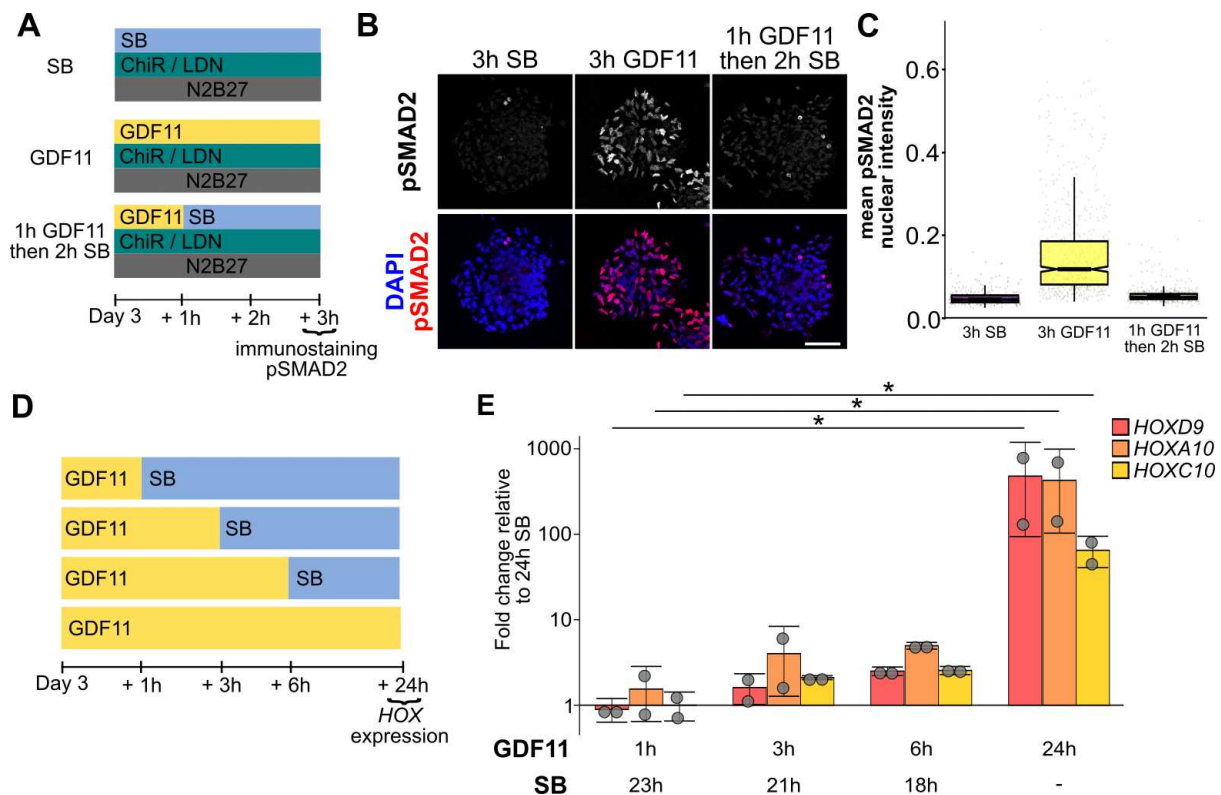 A
SB
SB
ChiR / LDN
N2B27
GDF11
GDF11
ChiR / LDN
N2B27
1h GDF11
then 2h SB
GDF11 SB
ChiR / LDN
N2B27
Day 3 + 1h + 2h + 3h
immunostaining
pSMAD2
B
3h SB 3h GDF11 1h GDF11
then 2h SB
pSMAD2
DAPI
pSMAD2
C
mean pSMAD2
nuclear intensity
0.6
0.4
0.2
0.0
3h SB 3h GDF11 1h GDF11
then 2h SB
D
GDF11 SB
GDF11 SB
GDF11 SB
GDF11
Day 3 + 1h + 3h + 6h + 24h
HOX
expression
E
*
*
*
HOXD9
HOXA10
HOXC10
Fold change relative
to 24h SB
1000
100
10
1
GDF11 1h 3h 6h 24h
SB 23h 21h 18h -